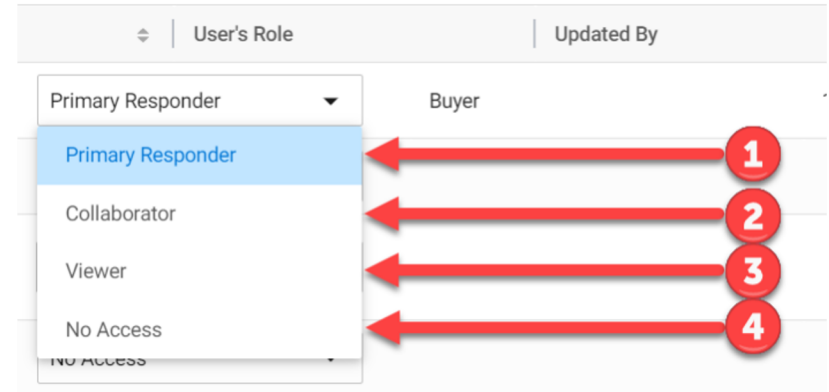 User's Role Updated By
Primary Responder Buyer
Primary Responder 1
Collaborator 2
Viewer 3
No Access 4
No Access